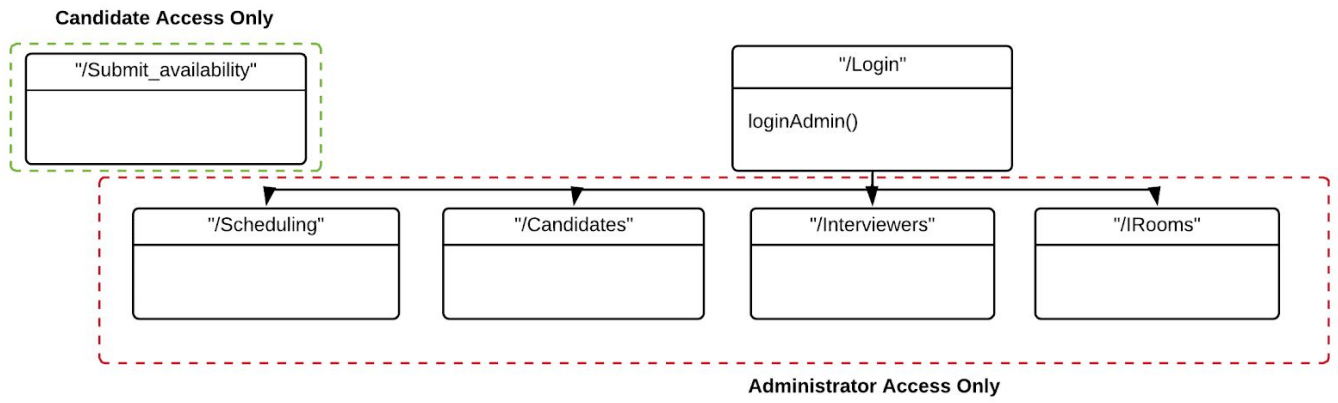 Candidate Access Only
"/Submit_availability"
"/Login"
loginAdmin()
"/Scheduling"
"/Candidates"
"/Interviewers"
"/IRooms"
Administrator Access Only